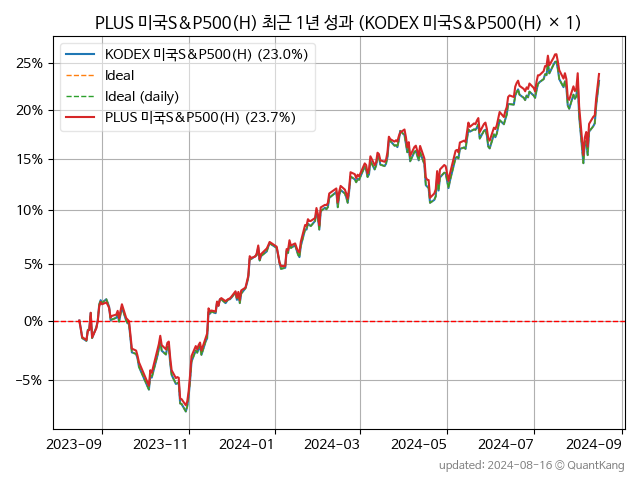 PLUS 미국S&P500(H) 최근 1년 성과 (KODEX 미국S&P500(H) × 1)
KODEX 미국S&P500(H) (23.0%)
Ideal
Ideal (daily)
PLUS 미국S&P500(H) (23.7%)
25%
20%
15%
10%
5%
0%
−5%
2023-09 2023-11 2024-01 2024-03 2024-05 2024-07 2024-09
updated: 2024-08-16 © QuantKang